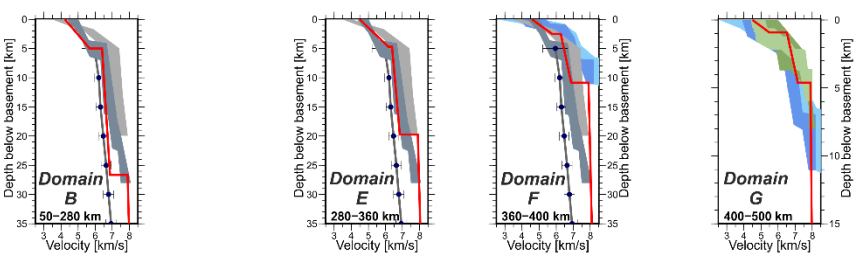 0
5
10
15
20
25
30
35
Depth below basement [km]
Domain
B
50−280 km
3 4 5 6 7 8
Velocity [km/s]
0
5
10
15
20
25
30
35
Depth below basement [km]
Domain
E
280−360 km
3 4 5 6 7 8
Velocity [km/s]
0
5
10
15
20
25
30
35
Depth below basement [km]
Domain
F
360−400 km
3 4 5 6 7 8
Velocity [km/s]
0
5
10
15
Depth below basement [km]
Domain
G
400−500 km
3 4 5 6 7 8
Velocity [km/s]